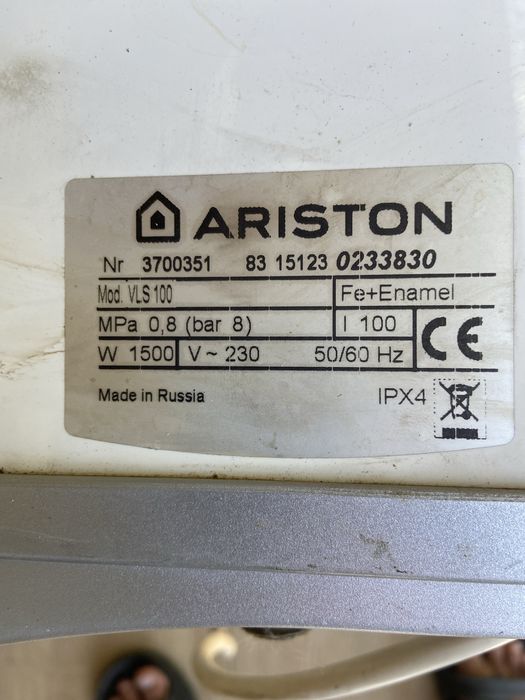 ARISTON
Nr 3700351 83 15123 0233830
Mod. VLS 100 Fe+Enamel
MPa 0,8 (bar 8) l 100 CE
W 1500 V ~ 230 50/60 Hz
Made in Russia IPX4